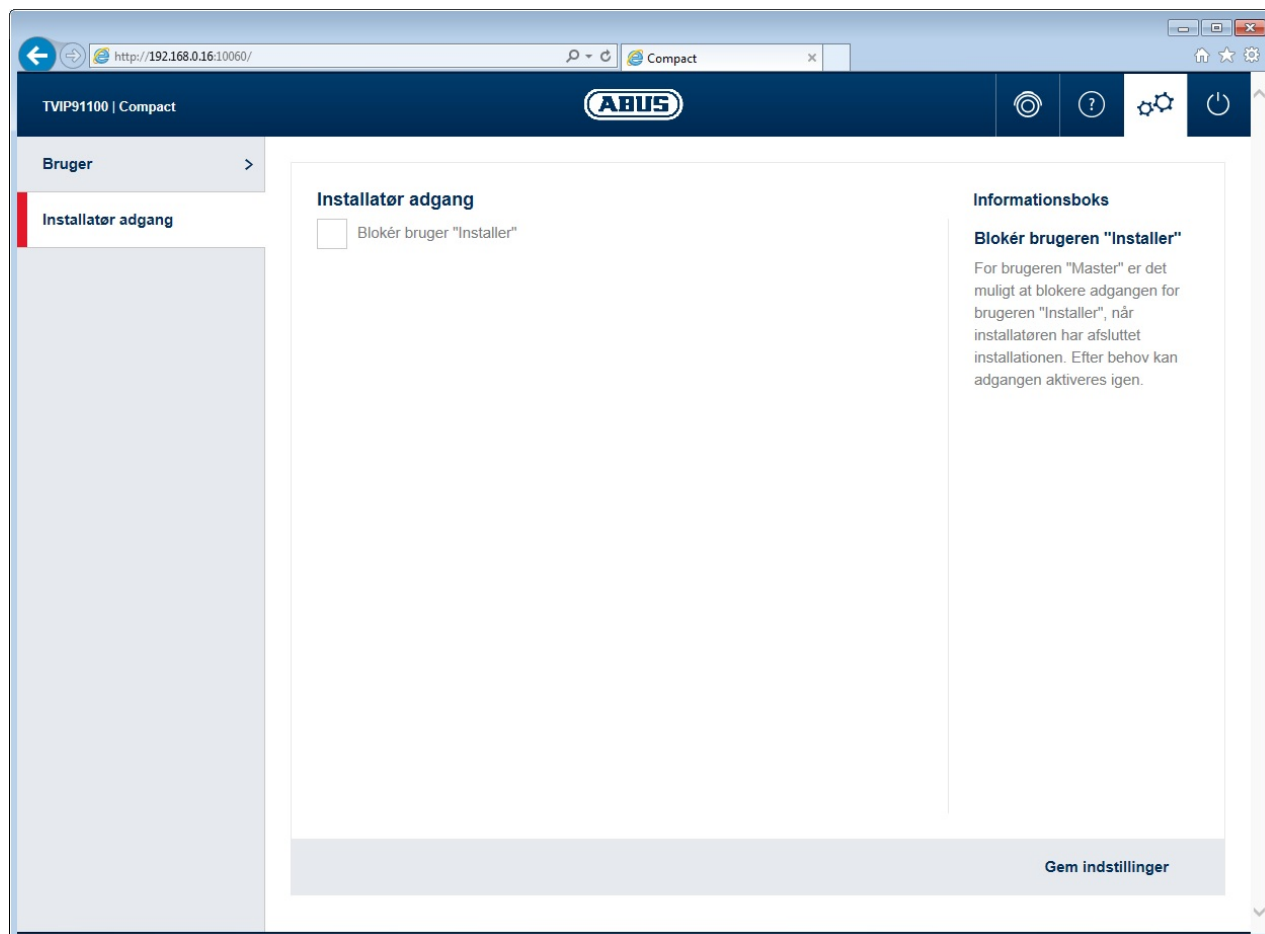 http://192.168.0.16:10060/
Compact
TVIP91100 | Compact
ABUS
?
Bruger
Installatør adgang
Installatør adgang
Blokér bruger "Installer"
Informationsboks
Blokér brugeren "Installer"
For brugeren "Master" er det
muligt at blokere adgangen for
brugeren "Installer", når
installatøren har afsluttet
installationen. Efter behov kan
adgangen aktiveres igen.
Gem indstillinger